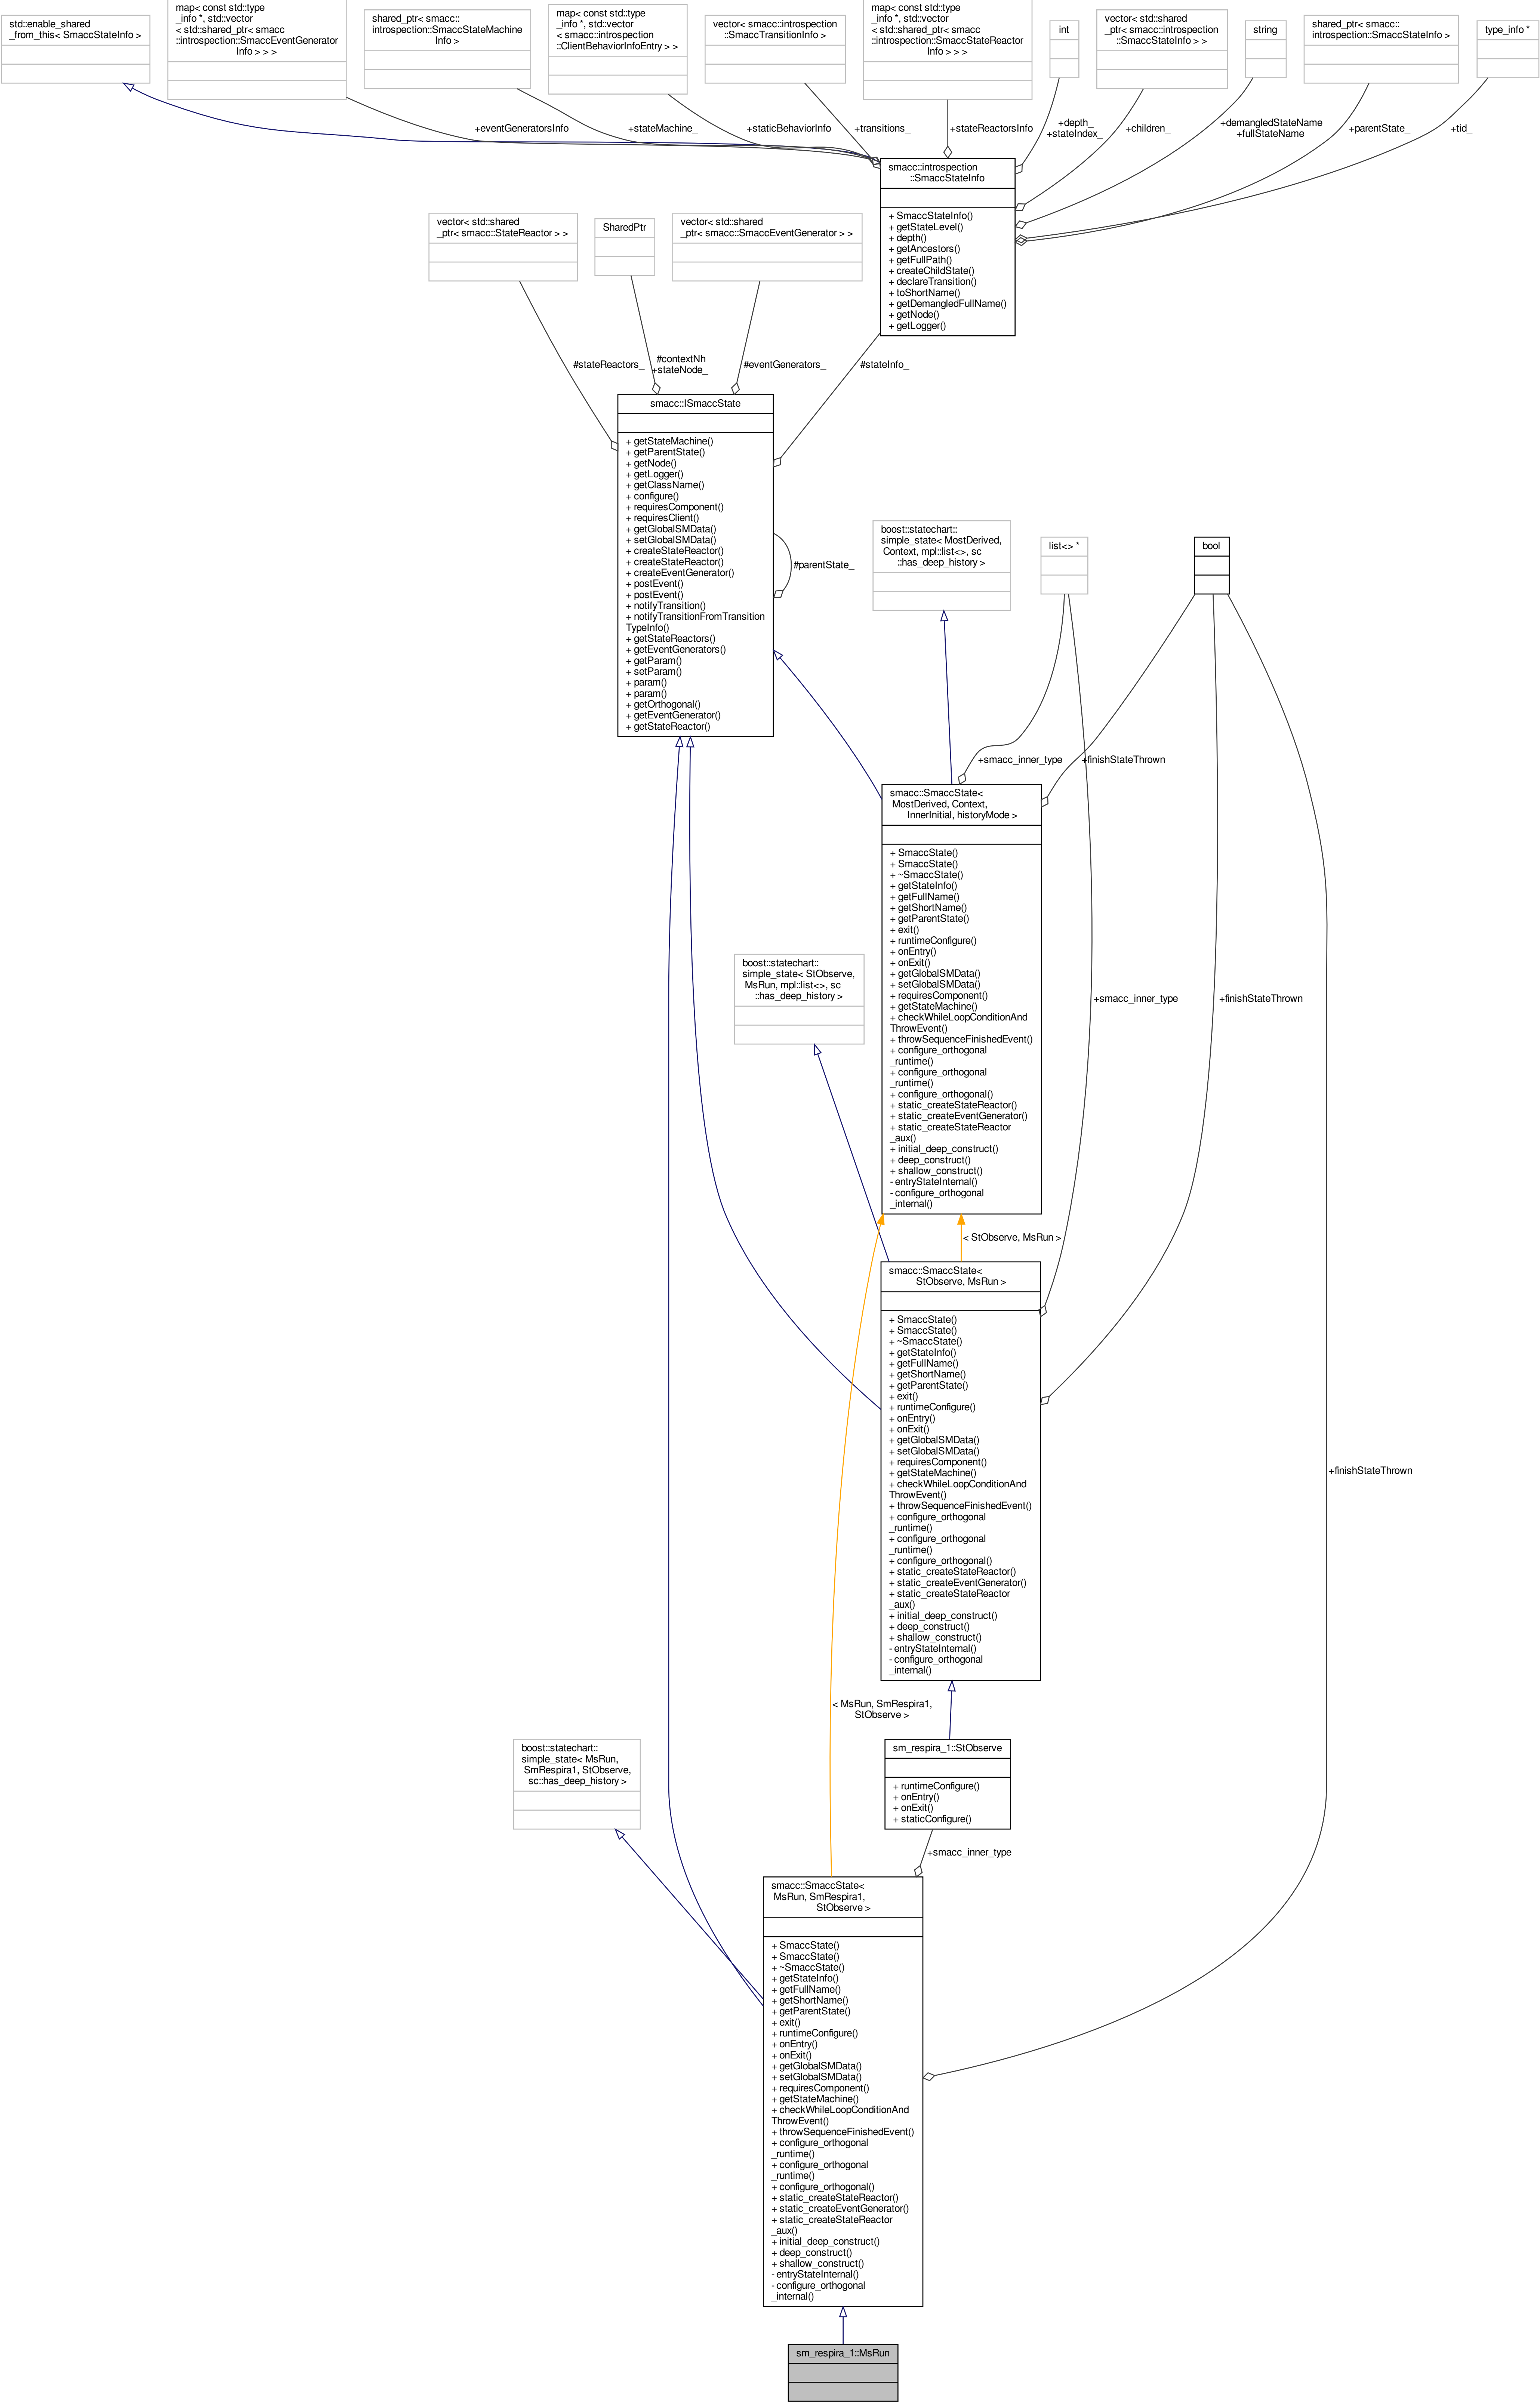 std::enable_shared
_from_this< SmaccStateInfo >
map< const std::type
_info *, std::vector
< std::shared_ptr< smacc
::introspection::SmaccEventGenerator
Info > > >
shared_ptr< smacc::
introspection::SmaccStateMachine
Info >
map< const std::type
_info *, std::vector
< smacc::introspection
::ClientBehaviorInfoEntry > >
vector< smacc::introspection
::SmaccTransitionInfo >
map< const std::type
_info *, std::vector
< std::shared_ptr< smacc
::introspection::SmaccStateReactor
Info > > >
int
vector< std::shared
_ptr< smacc::introspection
::SmaccStateInfo > >
string
shared_ptr< smacc::
introspection::SmaccStateInfo >
type_info *
+eventGeneratorsInfo
+stateMachine_
+staticBehaviorInfo
+transitions_
+stateReactorsInfo
+depth_
+stateIndex_
+children_
+demangledStateName
+fullStateName
+parentState_
+tid_
smacc::introspection
::SmaccStateInfo
+ SmaccStateInfo()
+ getStateLevel()
+ depth()
+ getAncestors()
+ getFullPath()
+ createChildState()
+ declareTransition()
+ toShortName()
+ getDemangledFullName()
+ getNode()
+ getLogger()
vector< std::shared
_ptr< smacc::StateReactor > >
SharedPtr
vector< std::shared
_ptr< smacc::SmaccEventGenerator > >
#stateReactors_
#contextNh
+stateNode_
#eventGenerators_
#stateInfo_
smacc::ISmaccState
+ getStateMachine()
+ getParentState()
+ getNode()
+ getLogger()
+ getClassName()
+ configure()
+ requiresComponent()
+ requiresClient()
+ getGlobalSMData()
+ setGlobalSMData()
+ createStateReactor()
+ createStateReactor()
+ createEventGenerator()
+ postEvent()
+ postEvent()
+ notifyTransition()
+ notifyTransitionFromTransition
TypeInfo()
+ getStateReactors()
+ getEventGenerators()
+ getParam()
+ setParam()
+ param()
+ param()
+ getOrthogonal()
+ getEventGenerator()
+ getStateReactor()
#parentState_
boost::statechart::
simple_state< MostDerived,
Context, mpl::list<>, sc
::has_deep_history >
list<> *
bool
+smacc_inner_type
+finishStateThrown
smacc::SmaccState<
MostDerived, Context,
InnerInitial, historyMode >
+ SmaccState()
+ SmaccState()
+ ~SmaccState()
+ getStateInfo()
+ getFullName()
+ getShortName()
+ getParentState()
+ exit()
+ runtimeConfigure()
+ onEntry()
+ onExit()
+ getGlobalSMData()
+ setGlobalSMData()
+ requiresComponent()
+ getStateMachine()
+ checkWhileLoopConditionAnd
ThrowEvent()
+ throwSequenceFinishedEvent()
+ configure_orthogonal
_runtime()
+ configure_orthogonal
_runtime()
+ configure_orthogonal()
+ static_createStateReactor()
+ static_createEventGenerator()
+ static_createStateReactor
_aux()
+ initial_deep_construct()
+ deep_construct()
+ shallow_construct()
- entryStateInternal()
- configure_orthogonal
_internal()
boost::statechart::
simple_state< StObserve,
MsRun, mpl::list<>, sc
::has_deep_history >
+smacc_inner_type
+finishStateThrown
< StObserve, MsRun >
smacc::SmaccState<
StObserve, MsRun >
+ SmaccState()
+ SmaccState()
+ ~SmaccState()
+ getStateInfo()
+ getFullName()
+ getShortName()
+ getParentState()
+ exit()
+ runtimeConfigure()
+ onEntry()
+ onExit()
+ getGlobalSMData()
+ setGlobalSMData()
+ requiresComponent()
+ getStateMachine()
+ checkWhileLoopConditionAnd
ThrowEvent()
+ throwSequenceFinishedEvent()
+ configure_orthogonal
_runtime()
+ configure_orthogonal
_runtime()
+ configure_orthogonal()
+ static_createStateReactor()
+ static_createEventGenerator()
+ static_createStateReactor
_aux()
+ initial_deep_construct()
+ deep_construct()
+ shallow_construct()
- entryStateInternal()
- configure_orthogonal
_internal()
+finishStateThrown
< MsRun, SmRespira1,
StObserve >
boost::statechart::
simple_state< MsRun,
SmRespira1, StObserve,
sc::has_deep_history >
sm_respira_1::StObserve
+ runtimeConfigure()
+ onEntry()
+ onExit()
+ staticConfigure()
+smacc_inner_type
smacc::SmaccState<
MsRun, SmRespira1,
StObserve >
+ SmaccState()
+ SmaccState()
+ ~SmaccState()
+ getStateInfo()
+ getFullName()
+ getShortName()
+ getParentState()
+ exit()
+ runtimeConfigure()
+ onEntry()
+ onExit()
+ getGlobalSMData()
+ setGlobalSMData()
+ requiresComponent()
+ getStateMachine()
+ checkWhileLoopConditionAnd
ThrowEvent()
+ throwSequenceFinishedEvent()
+ configure_orthogonal
_runtime()
+ configure_orthogonal
_runtime()
+ configure_orthogonal()
+ static_createStateReactor()
+ static_createEventGenerator()
+ static_createStateReactor
_aux()
+ initial_deep_construct()
+ deep_construct()
+ shallow_construct()
- entryStateInternal()
- configure_orthogonal
_internal()
sm_respira_1::MsRun